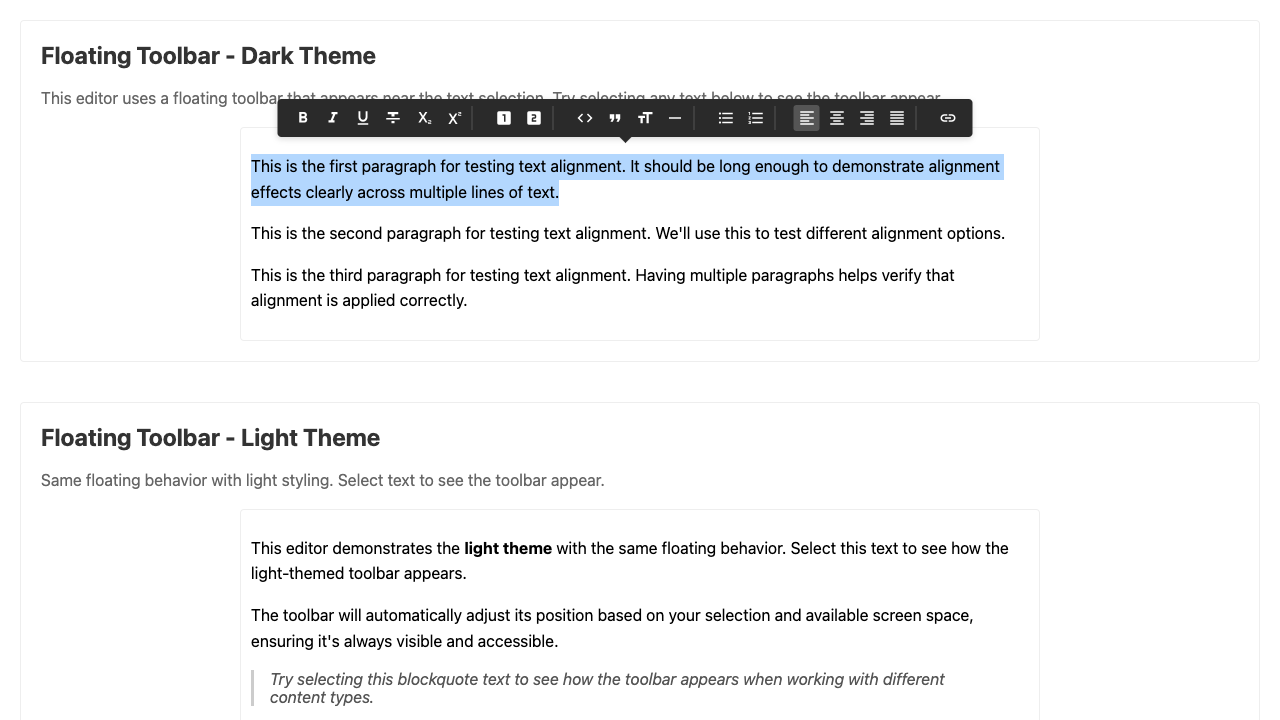 Floating Toolbar - Dark Theme
This editor uses a floating toolbar that appears near the text selection. Try selecting any text below to see the toolbar appear.
B I U T X₂ X² 1 2 <> TT
This is the first paragraph for testing text alignment. It should be long enough to demonstrate alignment
effects clearly across multiple lines of text.
This is the second paragraph for testing text alignment. We'll use this to test different alignment options.
This is the third paragraph for testing text alignment. Having multiple paragraphs helps verify that
alignment is applied correctly.
Floating Toolbar - Light Theme
Same floating behavior with light styling. Select text to see the toolbar appear.
This editor demonstrates the light theme with the same floating behavior. Select this text to see how the
light-themed toolbar appears.
The toolbar will automatically adjust its position based on your selection and available screen space,
ensuring it's always visible and accessible.
Try selecting this blockquote text to see how the toolbar appears when working with different
content types.